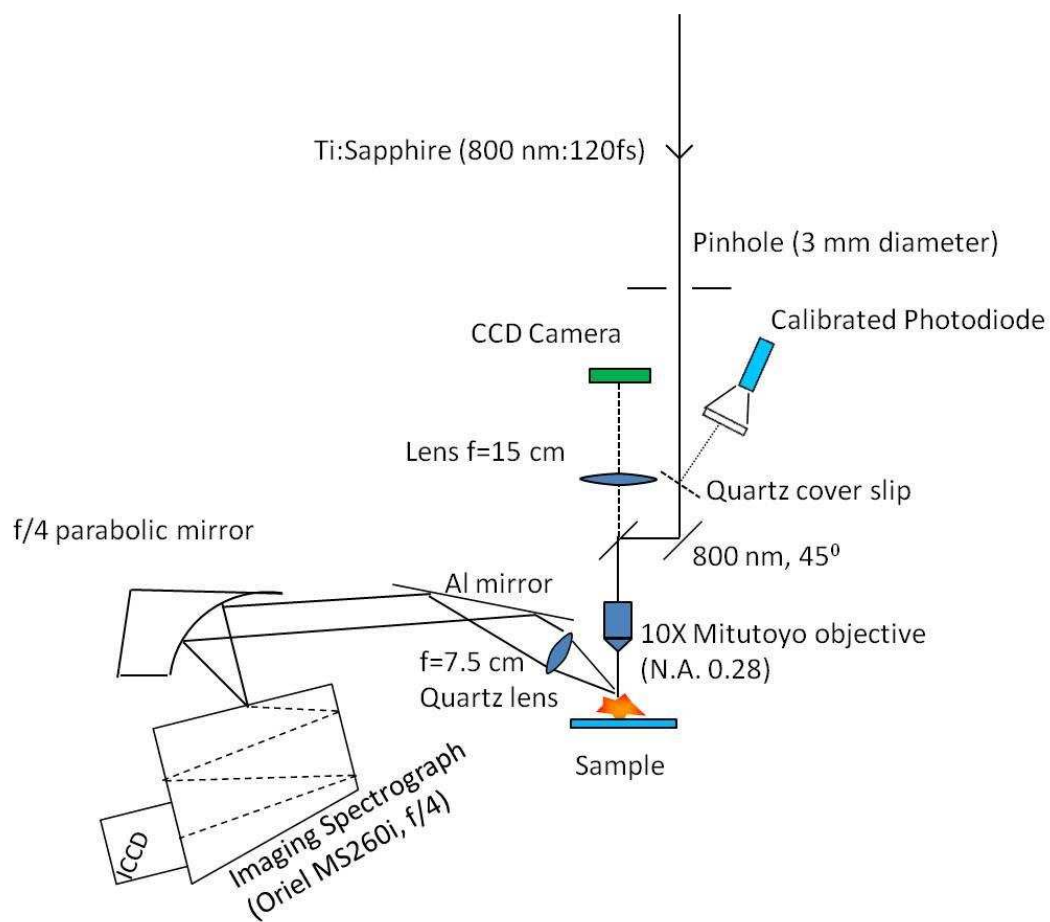 Ti:Sapphire (800 nm:120fs)
Pinhole (3 mm diameter)
Calibrated Photodiode
CCD Camera
Lens f=15 cm
Quartz cover slip
f/4 parabolic mirror
800 nm, 45⁰
Al mirror
10X Mitutoyo objective
(N.A. 0.28)
f=7.5 cm
Quartz lens
Sample
Imaging Spectrograph
(Oriel MS260i, f/4)
ICCD